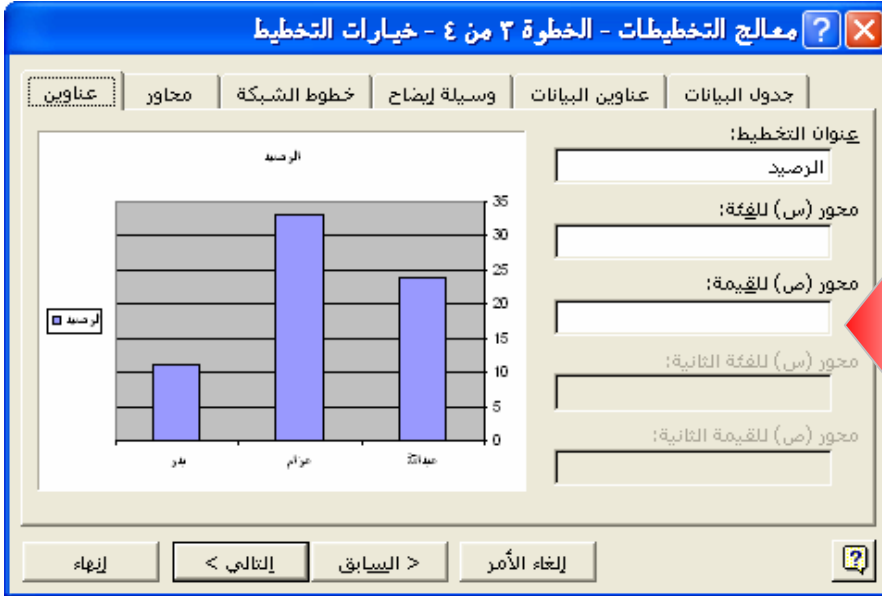 معالج التخطيطات - الخطوة ٣ من ٤ - خيارات التخطيط
عناوين
محاور
خطوط الشبكة
وسيلة إيضاح
عناوين البيانات
جدول البيانات
عنوان التخطيط:
الرصيد
محور (س) للفئة:
محور (ص) للقيمة:
محور (س) للفئة الثانية:
محور (ص) للقيمة الثانية:
الرصيد
35
30
25
20
15
10
5
0
عبدالله
عزام
بدر
الرصيد
إلغاء الأمر
< السابق
التالي >
إنهاء